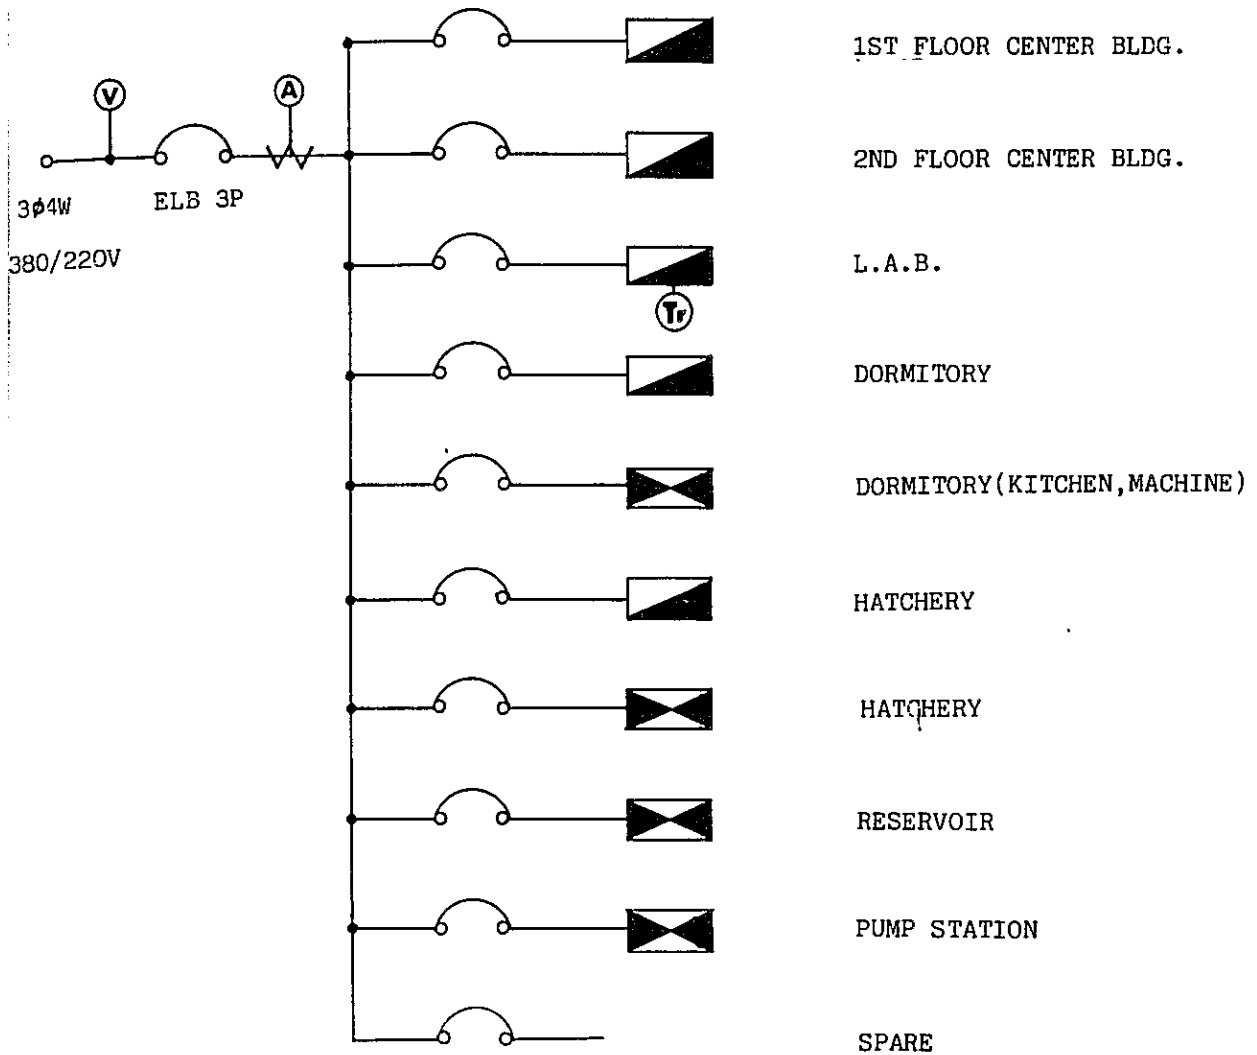 1ST FLOOR CENTER BLDG.
V
A
2ND FLOOR CENTER BLDG.
ELB 3P
3φ4W
380/220V
L.A.B.
Tr
DORMITORY
DORMITORY(KITCHEN,MACHINE)
HATCHERY
HATCHERY
RESERVOIR
PUMP STATION
SPARE